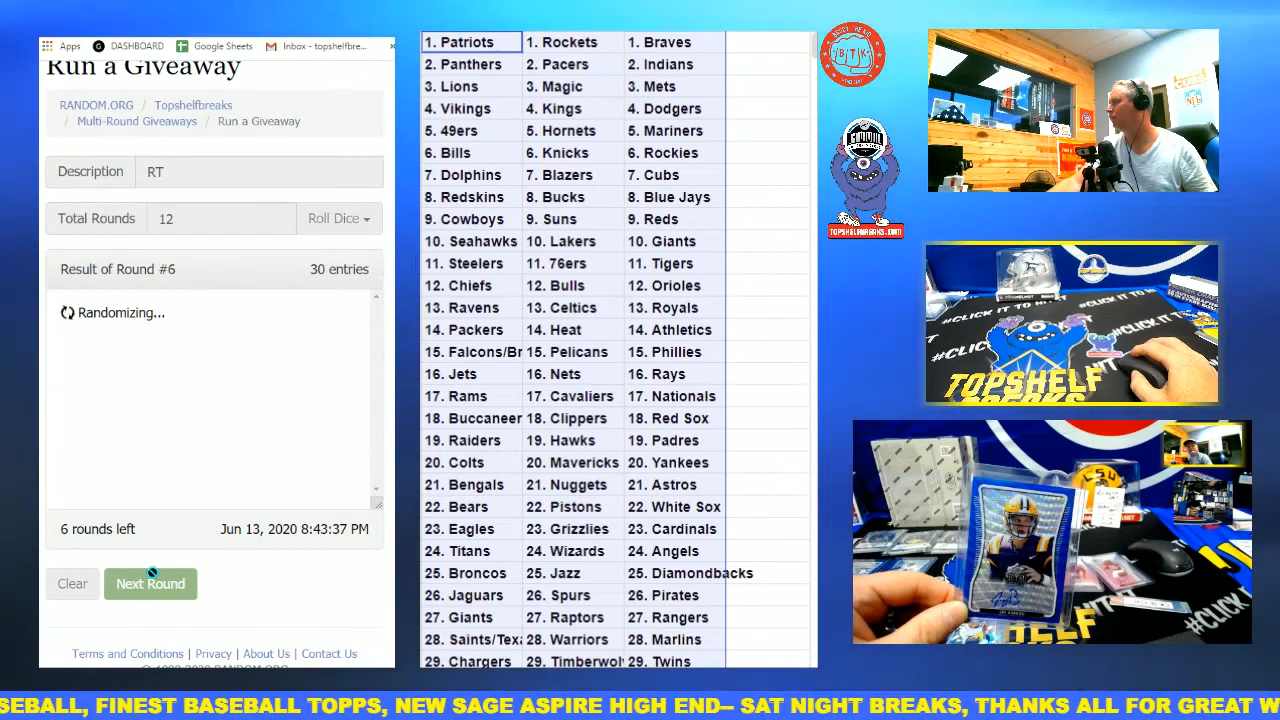 Apps DASHBOARD Google Sheets Inbox - topshelfbre... »
Run a Giveaway
RANDOM.ORG / Topshelfbreaks
/ Multi-Round Giveaways / Run a Giveaway
Description RT
Total Rounds 12 Roll Dice
Result of Round #6 30 entries
Randomizing...
6 rounds left Jun 13, 2020 8:43:37 PM
Clear Next Round
Terms and Conditions | Privacy | About Us | Contact Us
1. Patriots 1. Rockets 1. Braves
2. Panthers 2. Pacers 2. Indians
3. Lions 3. Magic 3. Mets
4. Vikings 4. Kings 4. Dodgers
5. 49ers 5. Hornets 5. Mariners
6. Bills 6. Knicks 6. Rockies
7. Dolphins 7. Blazers 7. Cubs
8. Redskins 8. Bucks 8. Blue Jays
9. Cowboys 9. Suns 9. Reds
10. Seahawks 10. Lakers 10. Giants
11. Steelers 11. 76ers 11. Tigers
12. Chiefs 12. Bulls 12. Orioles
13. Ravens 13. Celtics 13. Royals
14. Packers 14. Heat 14. Athletics
15. Falcons/Br 15. Pelicans 15. Phillies
16. Jets 16. Nets 16. Rays
17. Rams 17. Cavaliers 17. Nationals
18. Buccaneer 18. Clippers 18. Red Sox
19. Raiders 19. Hawks 19. Padres
20. Colts 20. Mavericks 20. Yankees
21. Bengals 21. Nuggets 21. Astros
22. Bears 22. Pistons 22. White Sox
23. Eagles 23. Grizzlies 23. Cardinals
24. Titans 24. Wizards 24. Angels
25. Broncos 25. Jazz 25. Diamondbacks
26. Jaguars 26. Spurs 26. Pirates
27. Giants 27. Raptors 27. Rangers
28. Saints/Texa 28. Warriors 28. Marlins
29. Chargers 29. Timberwol 29. Twins
BTK
TOPSHELFBREAKS.COM
#CLICK IT TO HIT
#CLICK
TOPSHELF
BREAKS
LSU
SEBALL, FINEST BASEBALL TOPPS, NEW SAGE ASPIRE HIGH END-- SAT NIGHT BREAKS, THANKS ALL FOR GREAT W